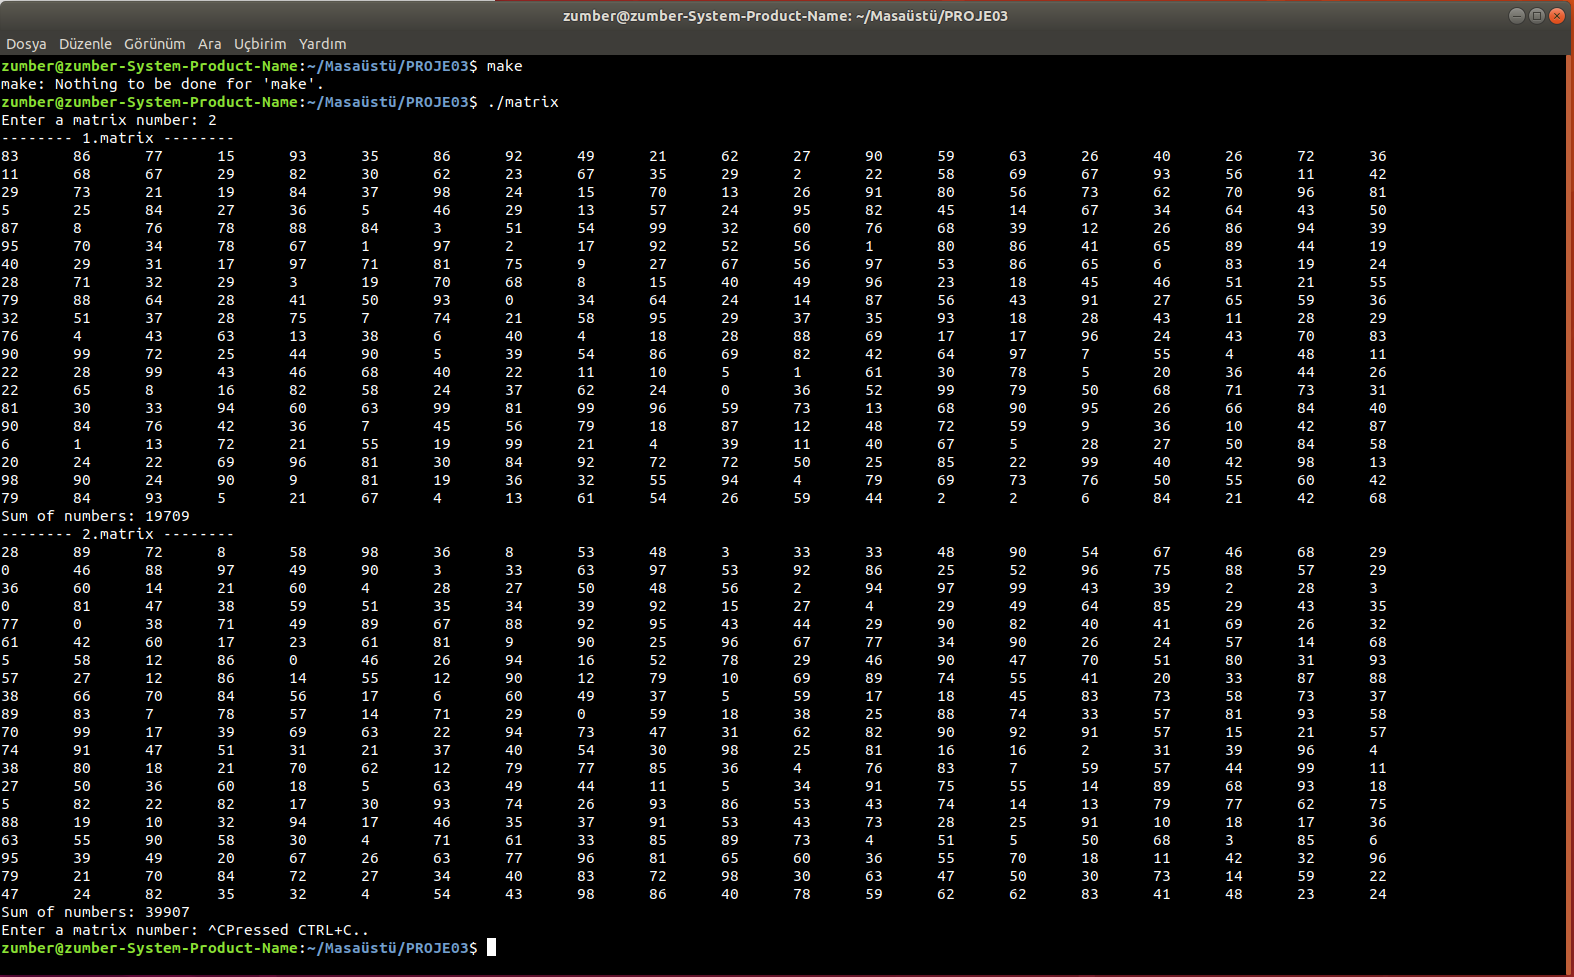 zumber@zumber-System-Product-Name: ~/Masaüstü/PROJE03
Dosya Düzenle Görünüm Ara Uçbirim Yardım
zumber@zumber-System-Product-Name:~/Masaüstü/PROJE03$ make
make: Nothing to be done for 'make'.
zumber@zumber-System-Product-Name:~/Masaüstü/PROJE03$ ./matrix
Enter a matrix number: 2
-------- 1.matrix --------
83 86 77 15 93 35 86 92 49 21 62 27 90 59 63 26 40 26 72 36
11 68 67 29 82 30 62 23 67 35 29 2 22 58 69 67 93 56 11 42
29 73 21 19 84 37 98 24 15 70 13 26 91 80 56 73 62 70 96 81
5 25 84 27 36 5 46 29 13 57 24 95 82 45 14 67 34 64 43 50
87 8 76 78 88 84 3 51 54 99 32 60 76 68 39 12 26 86 94 39
95 70 34 78 67 1 97 2 17 92 52 56 1 80 86 41 65 89 44 19
40 29 31 17 97 71 81 75 9 27 67 56 97 53 86 65 6 83 19 24
28 71 32 29 3 19 70 68 8 15 40 49 96 23 18 45 46 51 21 55
79 88 64 28 41 50 93 0 34 64 24 14 87 56 43 91 27 65 59 36
32 51 37 28 75 7 74 21 58 95 29 37 35 93 18 28 43 11 28 29
76 4 43 63 13 38 6 40 4 18 28 88 69 17 17 96 24 43 70 83
90 99 72 25 44 90 5 39 54 86 69 82 42 64 97 7 55 4 48 11
22 28 99 43 46 68 40 22 11 10 5 1 61 30 78 5 20 36 44 26
22 65 8 16 82 58 24 37 62 24 0 36 52 99 79 50 68 71 73 31
81 30 33 94 60 63 99 81 99 96 59 73 13 68 90 95 26 66 84 40
90 84 76 42 36 7 45 56 79 18 87 12 48 72 59 9 36 10 42 87
6 1 13 72 21 55 19 99 21 4 39 11 40 67 5 28 27 50 84 58
20 24 22 69 96 81 30 84 92 72 72 50 25 85 22 99 40 42 98 13
98 90 24 90 9 81 19 36 32 55 94 4 79 69 73 76 50 55 60 42
79 84 93 5 21 67 4 13 61 54 26 59 44 2 2 6 84 21 42 68
Sum of numbers: 19709
-------- 2.matrix --------
28 89 72 8 58 98 36 8 53 48 3 33 33 48 90 54 67 46 68 29
0 46 88 97 49 90 3 33 63 97 53 92 86 25 52 96 75 88 57 29
36 60 14 21 60 4 28 27 50 48 56 2 94 97 99 43 39 2 28 3
0 81 47 38 59 51 35 34 39 92 15 27 4 29 49 64 85 29 43 35
77 0 38 71 49 89 67 88 92 95 43 44 29 90 82 40 41 69 26 32
61 42 60 17 23 61 81 9 90 25 96 67 77 34 90 26 24 57 14 68
5 58 12 86 0 46 26 94 16 52 78 29 46 90 47 70 51 80 31 93
57 27 12 86 14 55 12 90 12 79 10 69 89 74 55 41 20 33 87 88
38 66 70 84 56 17 6 60 49 37 5 59 17 18 45 83 73 58 73 37
89 83 7 78 57 14 71 29 0 59 18 38 25 88 74 33 57 81 93 58
70 99 17 39 69 63 22 94 73 47 31 62 82 90 92 91 57 15 21 57
74 91 47 51 31 21 37 40 54 30 98 25 81 16 16 2 31 39 96 4
38 80 18 21 70 62 12 79 77 85 36 4 76 83 7 59 57 44 99 11
27 50 36 60 18 5 63 49 44 11 5 34 91 75 55 14 89 68 93 18
5 82 22 82 17 30 93 74 26 93 86 53 43 74 14 13 79 77 62 75
88 19 10 32 94 17 46 35 37 91 53 43 73 28 25 91 10 18 17 36
63 55 90 58 30 4 71 61 33 85 89 73 4 51 5 50 68 3 85 6
95 39 49 20 67 26 63 77 96 81 65 60 36 55 70 18 11 42 32 96
79 21 70 84 72 27 34 40 83 72 98 30 63 47 50 30 73 14 59 22
47 24 82 35 32 4 54 43 98 86 40 78 59 62 62 83 41 48 23 24
Sum of numbers: 39907
Enter a matrix number: ^CPressed CTRL+C..
zumber@zumber-System-Product-Name:~/Masaüstü/PROJE03$